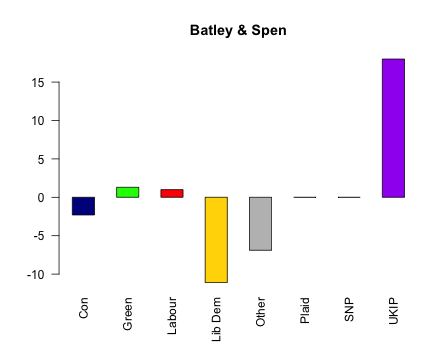 Batley & Spen
15
10
5
0
-5
-10
Con
Green
Labour
Lib Dem
Other
Plaid
SNP
UKIP